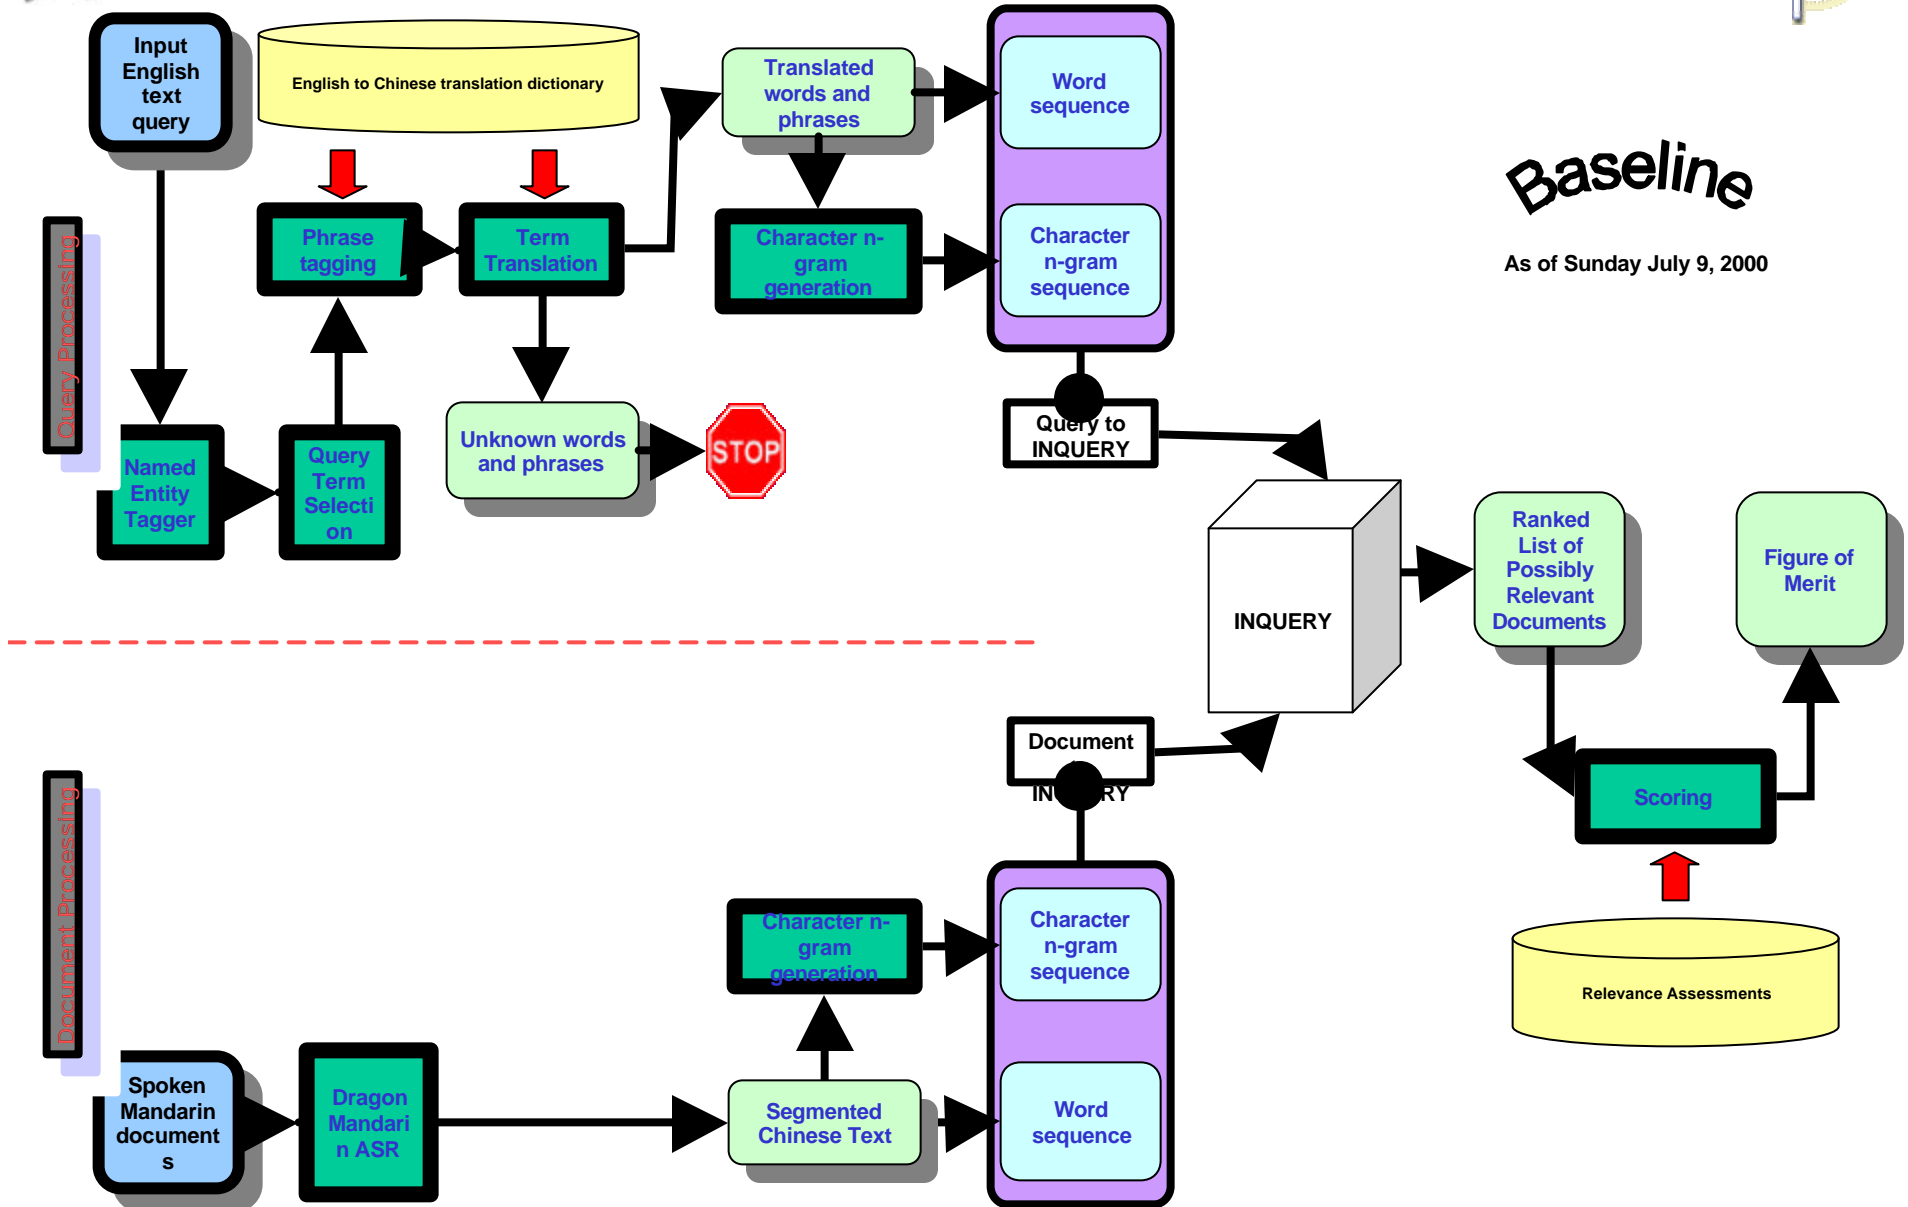 Input
English
text
query
English to Chinese translation dictionary
Translated
words and
phrases
Word
sequence
Baseline
As of Sunday July 9, 2000
Query Processing
Phrase
tagging
Term
Translation
Character n-
gram
generation
Character
n-gram
sequence
Named
Entity
Tagger
Query
Term
Selecti
on
Unknown words
and phrases
STOP
Query to
INQUERY
INQUERY
Ranked
List of
Possibly
Relevant
Documents
Figure of
Merit
Document
Scoring
Relevance Assessments
Document Processing
Character n-
gram
generation
Character
n-gram
sequence
Spoken
Mandarin
document
s
Dragon
Mandari
n ASR
Segmented
Chinese Text
Word
sequence